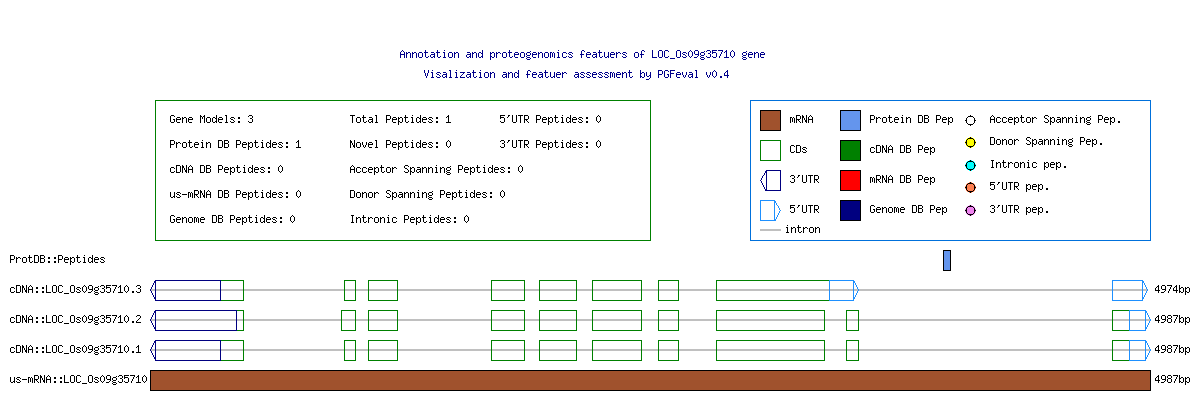 Annotation and proteogenomics featuers of LOC_Os09g35710 gene
Visalization and featuer assessment by PGFeval v0.4
Gene Models: 3 Total Peptides: 1 5'UTR Peptides: 0
Protein DB Peptides: 1 Novel Peptides: 0 3'UTR Peptides: 0
cDNA DB Peptides: 0 Acceptor Spanning Peptides: 0
us-mRNA DB Peptides: 0 Donor Spanning Peptides: 0
Genome DB Peptides: 0 Intronic Peptides: 0
mRNA Protein DB Pep Acceptor Spanning Pep.
CDs cDNA DB Pep Donor Spanning Pep.
3'UTR mRNA DB Pep Intronic pep.
5'UTR Genome DB Pep 5'UTR pep.
intron 3'UTR pep.
ProtDB::Peptides
cDNA::LOC_Os09g35710.3 4974bp
cDNA::LOC_Os09g35710.2 4987bp
cDNA::LOC_Os09g35710.1 4987bp
us-mRNA::LOC_Os09g35710 4987bp